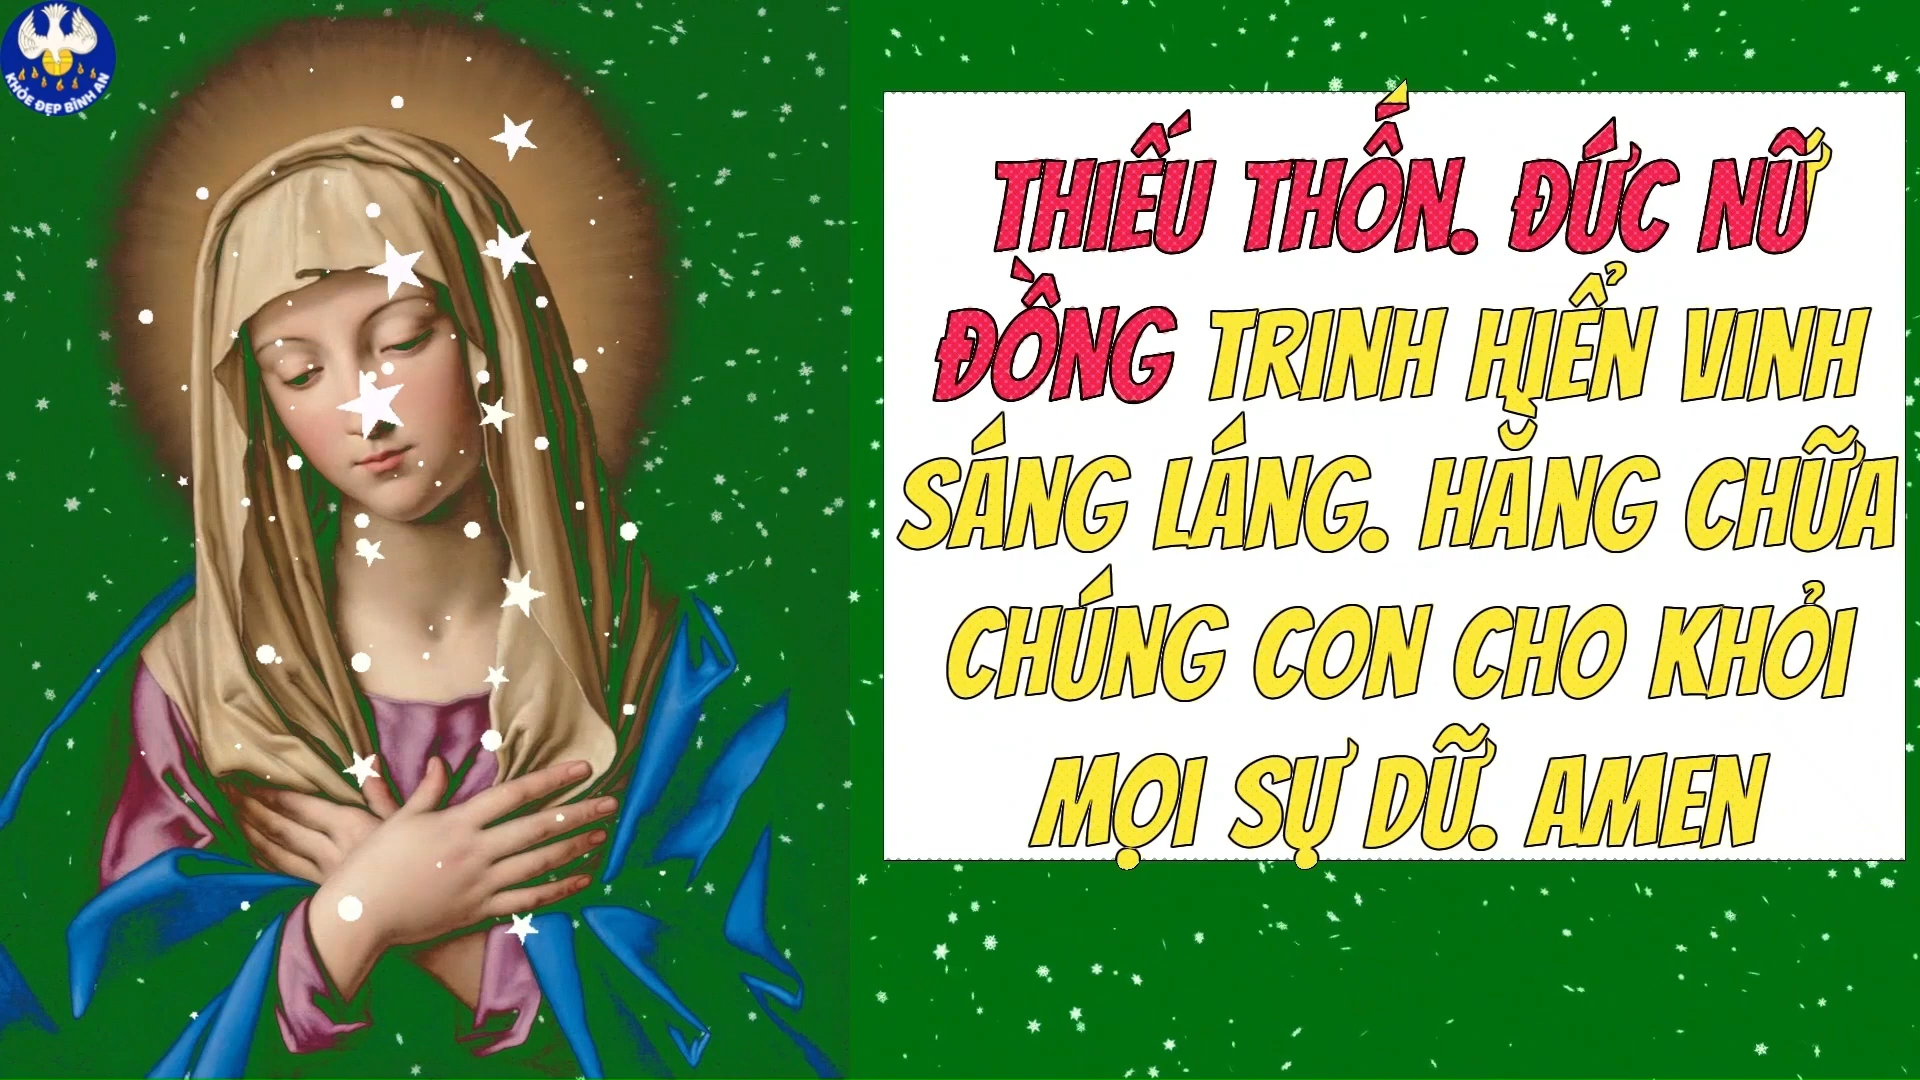 KHỎE ĐẸP BÌNH AN
THIẾU THỐN. ĐỨC NỮ
ĐỒNG TRINH HIỂN VINH
SÁNG LÁNG. HẰNG CHỮA
CHÚNG CON CHO KHỎI
MỌI SỰ DỮ. AMEN